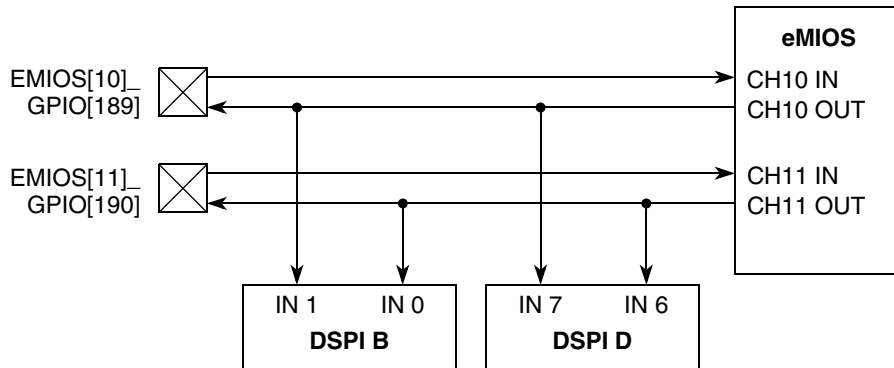 eMIOS
EMIOS[10]_
GPIO[189]
CH10 IN
CH10 OUT
EMIOS[11]_
GPIO[190]
CH11 IN
CH11 OUT
IN 1 IN 0
DSPI B
IN 7 IN 6
DSPI D